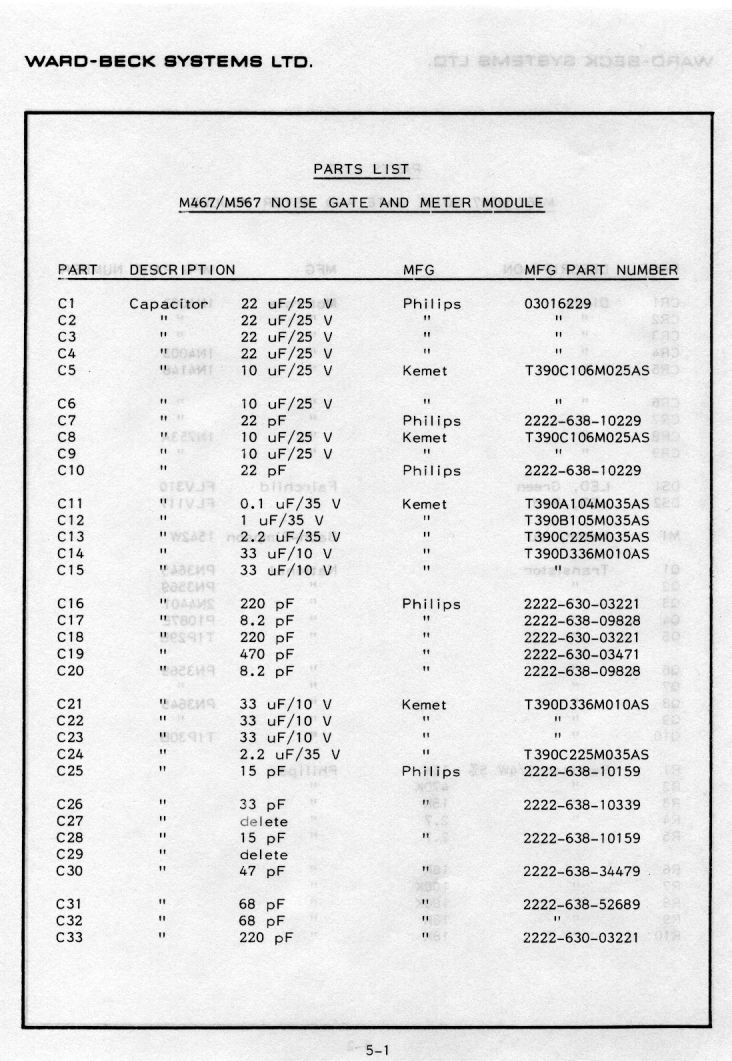 WARD-BECK SYSTEMS LTD.
PARTS LIST
M467/M567 NOISE GATE AND METER MODULE
PART DESCRIPTION MFG MFG PART NUMBER
C1 Capacitor 22 uF/25 V Philips 03016229
C2 " 22 uF/25 V " " "
C3 " 22 uF/25 V " " "
C4 " 22 uF/25 V " " "
C5 " 10 uF/25 V Kemet T390C106M025AS
C6 " 10 uF/25 V " " "
C7 " 22 pF Philips 2222-638-10229
C8 " 10 uF/25 V Kemet T390C106M025AS
C9 " 10 uF/25 V " " "
C10 " 22 pF Philips 2222-638-10229
C11 " 0.1 uF/35 V Kemet T390A104M035AS
C12 " 1 uF/35 V " T390B105M035AS
C13 " 2.2 uF/35 V " T390C225M035AS
C14 " 33 uF/10 V " T390D336M010AS
C15 " 33 uF/10 V " " "
C16 " 220 pF Philips 2222-630-03221
C17 " 8.2 pF " 2222-638-09828
C18 " 220 pF " 2222-630-03221
C19 " 470 pF " 2222-630-03471
C20 " 8.2 pF " 2222-638-09828
C21 " 33 uF/10 V Kemet T390D336M010AS
C22 " 33 uF/10 V " " "
C23 " 33 uF/10 V " " "
C24 " 2.2 uF/35 V " T390C225M035AS
C25 " 15 pF Philips 2222-638-10159
C26 " 33 pF " 2222-638-10339
C27 " delete
C28 " 15 pF " 2222-638-10159
C29 " delete
C30 " 47 pF " 2222-638-34479
C31 " 68 pF " 2222-638-52689
C32 " 68 pF " "
C33 " 220 pF " 2222-630-03221
5-1